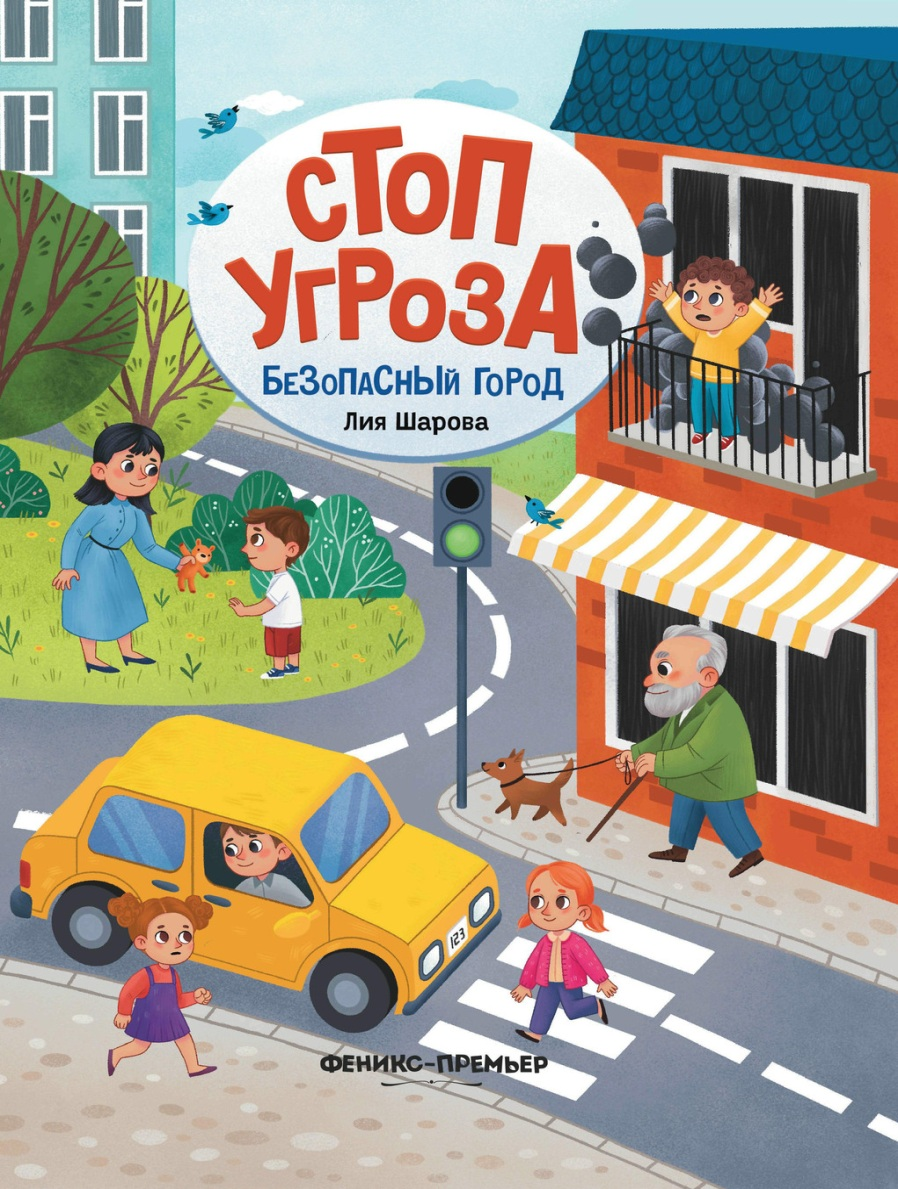 СТОП
УГРОЗА
БЕЗОПАСНЫЙ ГОРОД
Лия Шарова
123
ФЕНИКС-ПРЕМЬЕР